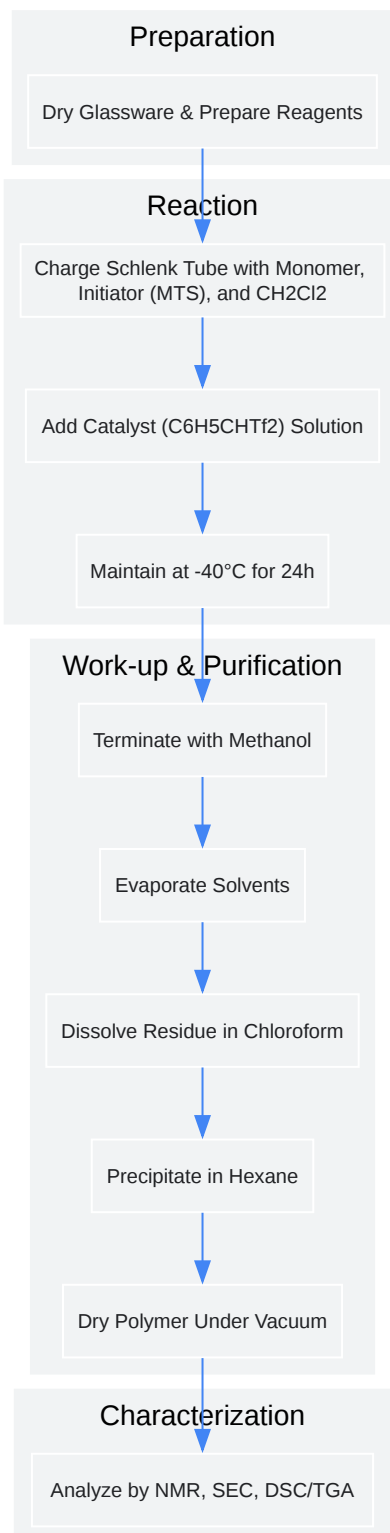 Preparation
Dry Glassware & Prepare Reagents
Reaction
Charge Schlenk Tube with Monomer,
Initiator (MTS), and CH2Cl2
Add Catalyst (C6H5CHTf2) Solution
Maintain at -40°C for 24h
Work-up & Purification
Terminate with Methanol
Evaporate Solvents
Dissolve Residue in Chloroform
Precipitate in Hexane
Dry Polymer Under Vacuum
Characterization
Analyze by NMR, SEC, DSC/TGA